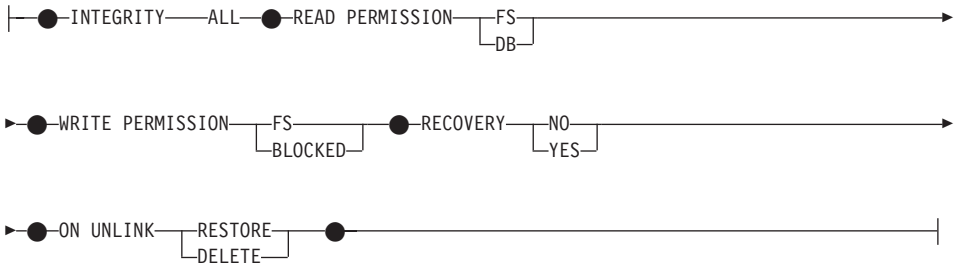 INTEGRITY ALL READ PERMISSION FS
DB
WRITE PERMISSION FS RECOVERY NO
BLOCKED YES
ON UNLINK RESTORE
DELETE